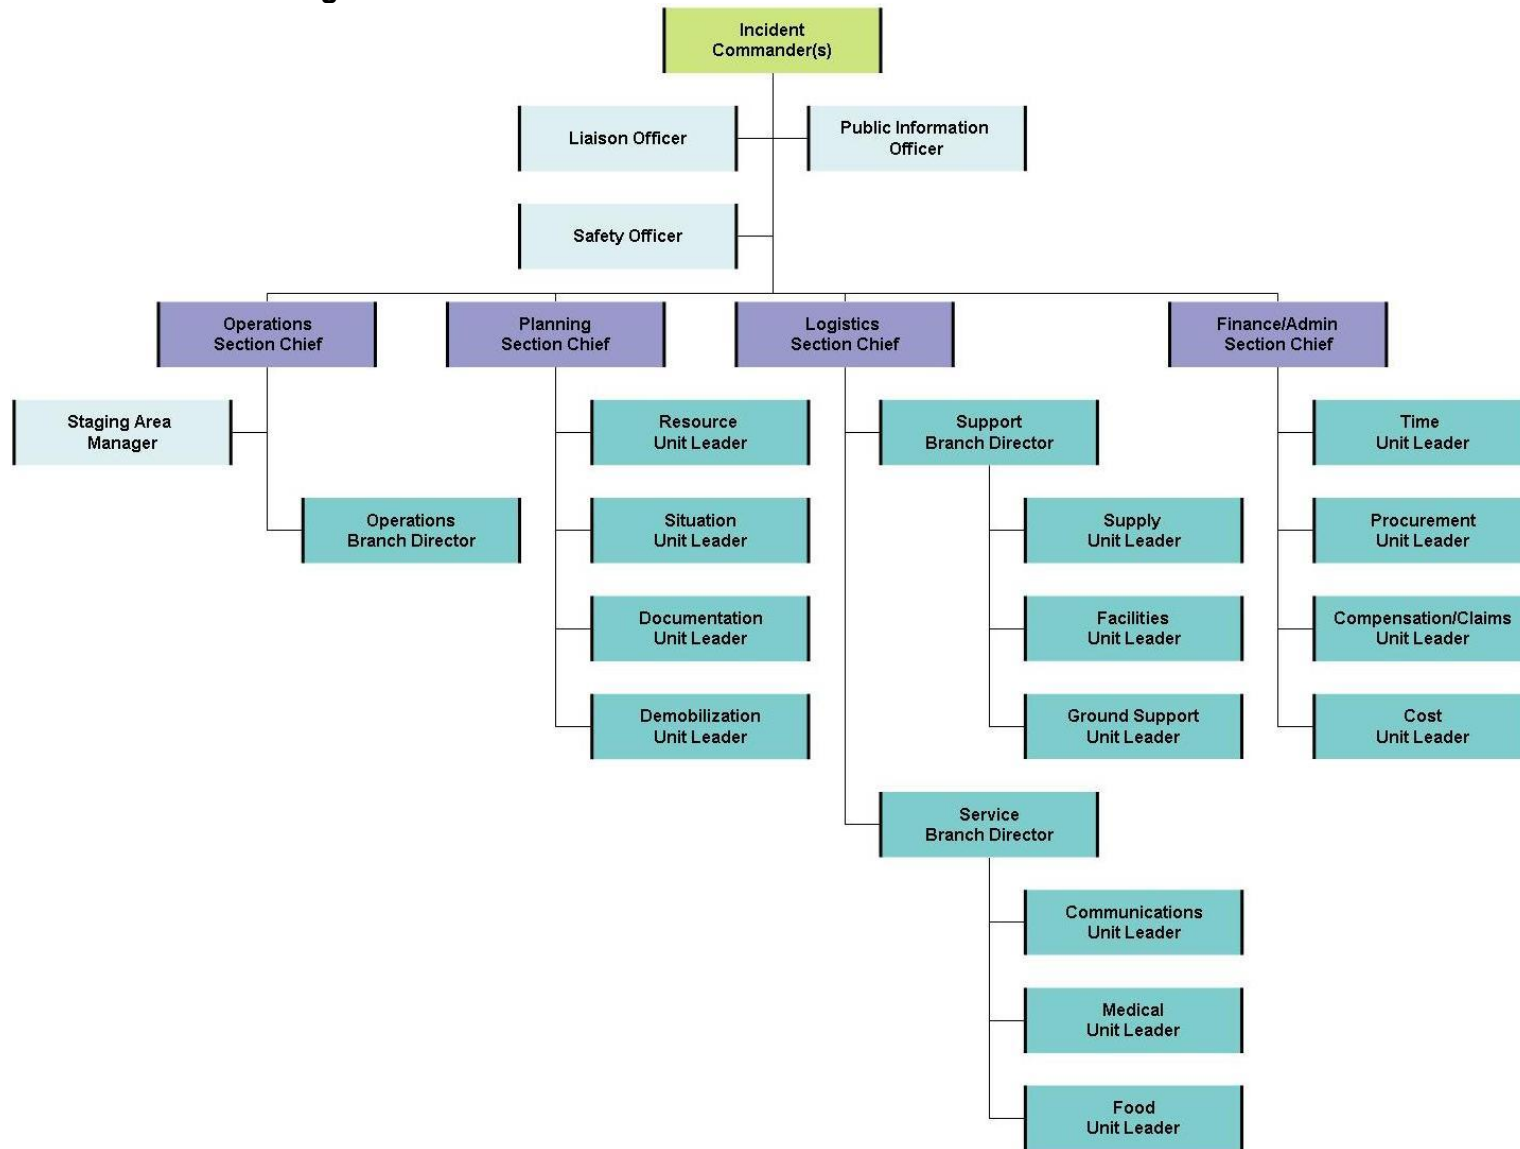 Incident
Commander(s)
Liaison Officer
Public Information
Officer
Safety Officer
Operations
Section Chief
Planning
Section Chief
Logistics
Section Chief
Finance/Admin
Section Chief
Staging Area
Manager
Resource
Unit Leader
Support
Branch Director
Time
Unit Leader
Operations
Branch Director
Situation
Unit Leader
Supply
Unit Leader
Procurement
Unit Leader
Documentation
Unit Leader
Facilities
Unit Leader
Compensation/Claims
Unit Leader
Demobilization
Unit Leader
Ground Support
Unit Leader
Cost
Unit Leader
Service
Branch Director
Communications
Unit Leader
Medical
Unit Leader
Food
Unit Leader